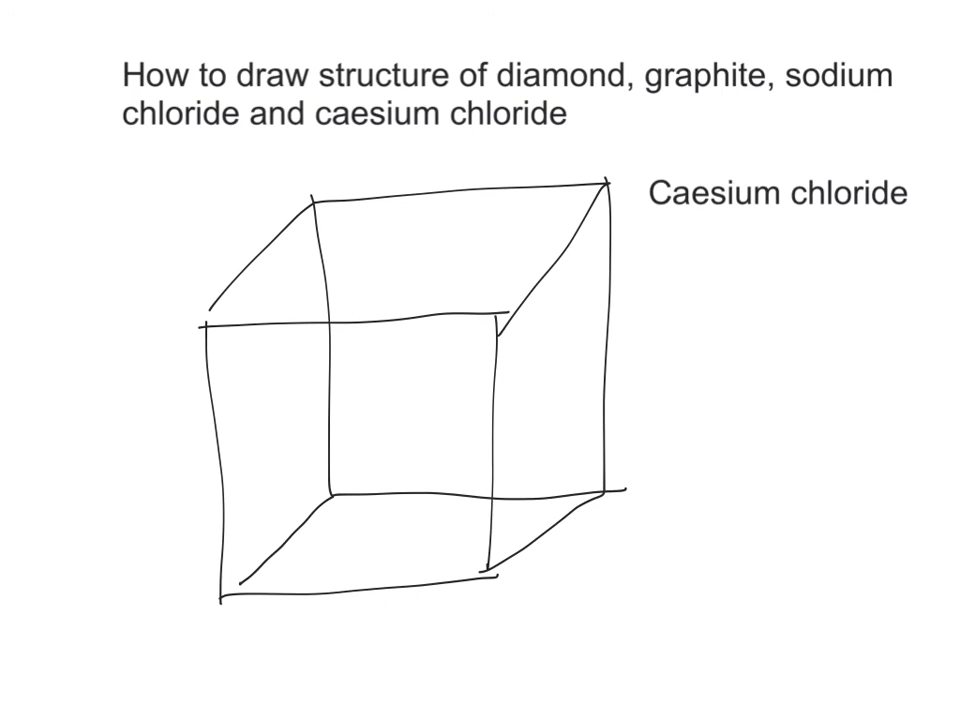 How to draw structure of diamond, graphite, sodium
chloride and caesium chloride
Caesium chloride